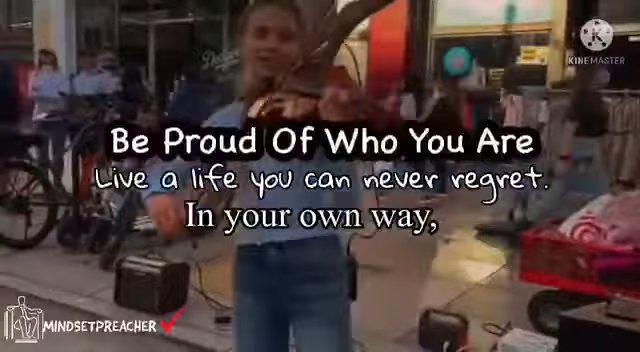 KINEMASTER
Be Proud Of Who You Are
Live a life you can never regret.
In your own way,
MINDSETPREACHER